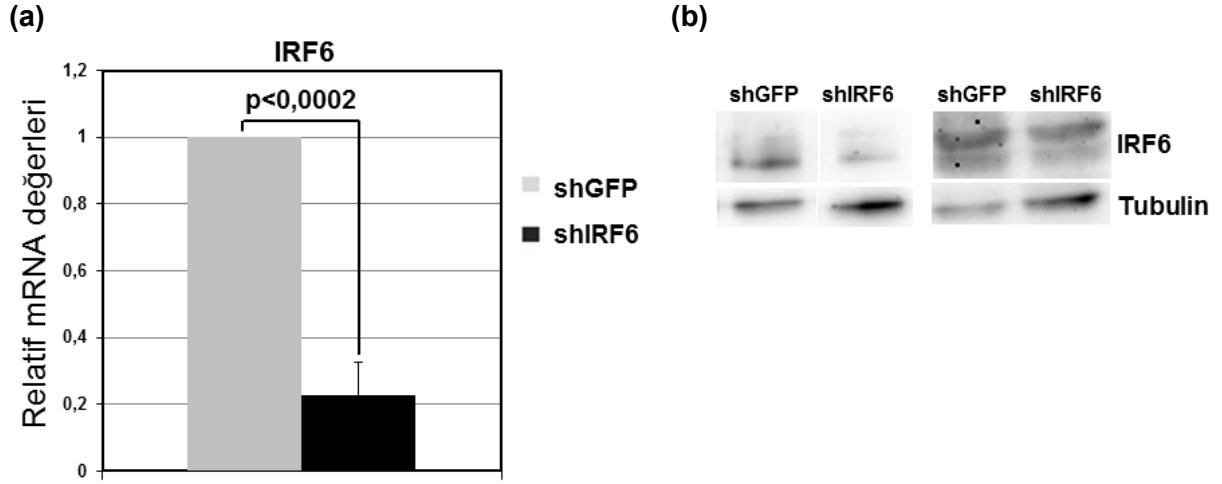 (a)
IRF6
Relatif mRNA değerleri
1,2
1
0,8
0,6
0,4
0,2
0
p<0,0002
shGFP
shIRF6
(b)
shGFP shIRF6 shGFP shIRF6
IRF6
Tubulin